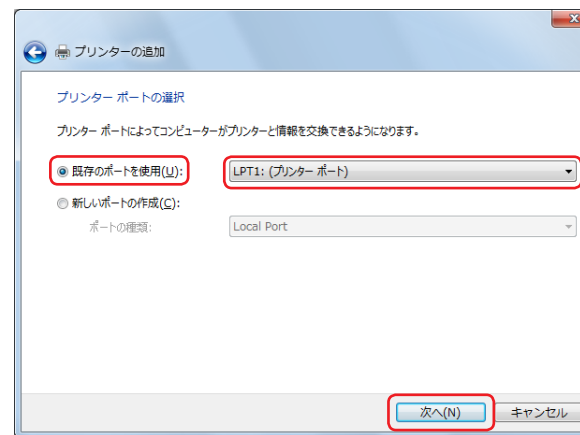 プリンターの追加
プリンター ポートの選択
プリンター ポートによってコンピューターがプリンターと情報を交換できるようになります。
既存のポートを使用(U): LPT1: (プリンター ポート)
新しいポートの作成(C):
ポートの種類: Local Port
次へ(N) キャンセル